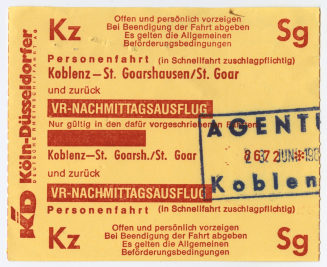 Kz Offen und persönlich vorzeigen Sg
Bei Beendigung der Fahrt abgeben
Es gelten die Allgemeinen
Beförderungsbedingungen
Personenfahrt (in Schnellfahrt zuschlagpflichtig)
Koblenz—St. Goarshausen/St. Goar
und zurück
VR-NACHMITTAGSAUSFLUG
Nur gültig in den dafür vorgeschriebenen
Koblenz—St. Goarsh./St. Goar
und zurück
VR-NACHMITTAGSAUSFLUG
Personenfahrt (in Schnellfahrt zuschlagpflichtig)
Kz Offen und persönlich vorzeigen Sg
Bei Beendigung der Fahrt abgeben
Es gelten die Allgemeinen
Beförderungsbedingungen
KD Köln-Düsseldorfer
DEUTSCHE RHEINSCHIFFAHRT AG
AGENT
JUNI
Koblen